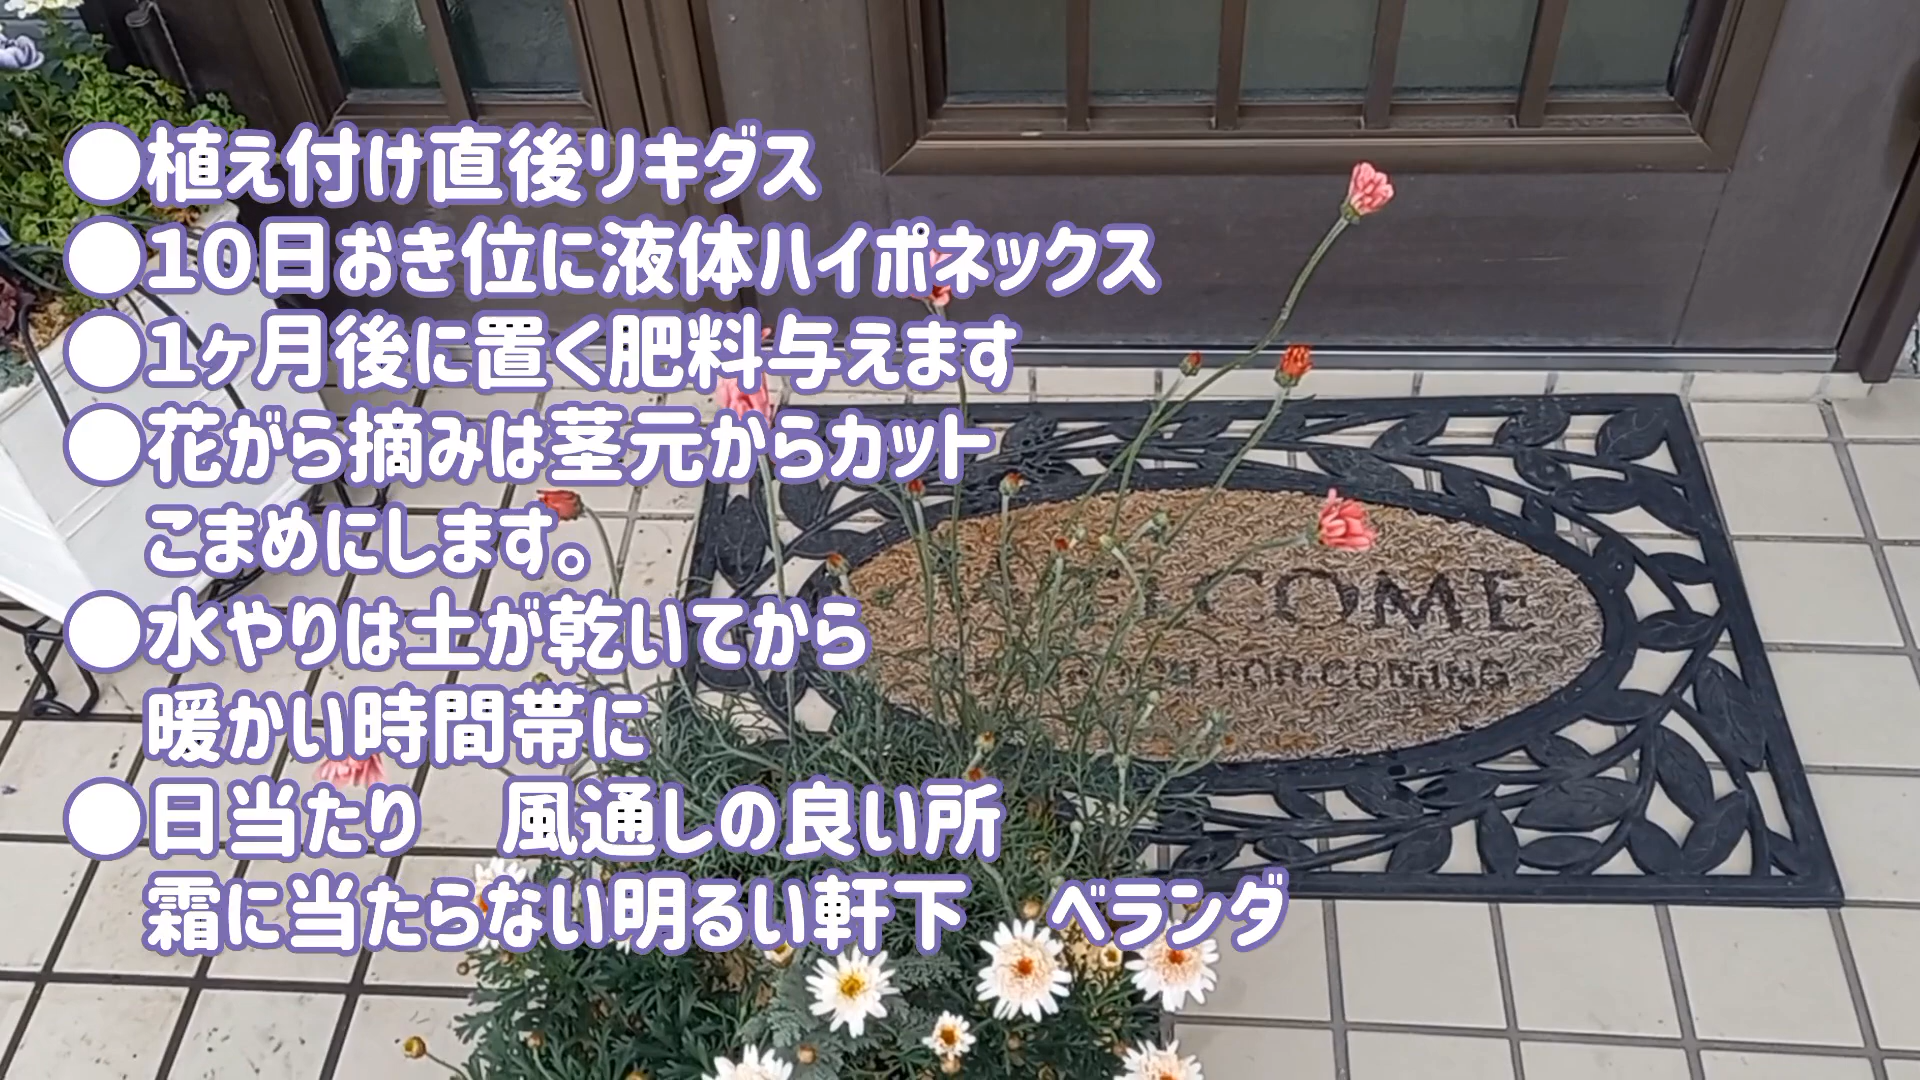 ●植え付け直後リキダス
●10日おき位に液体ハイポネックス
●1ヶ月後に置く肥料与えます
●花がら摘みは茎元からカット
こまめにします。
●水やりは土が乾いてから
暖かい時間帯に
●日当たり　風通しの良い所
霜に当たらない明るい軒下　ベランダ
COME
FOR COMING